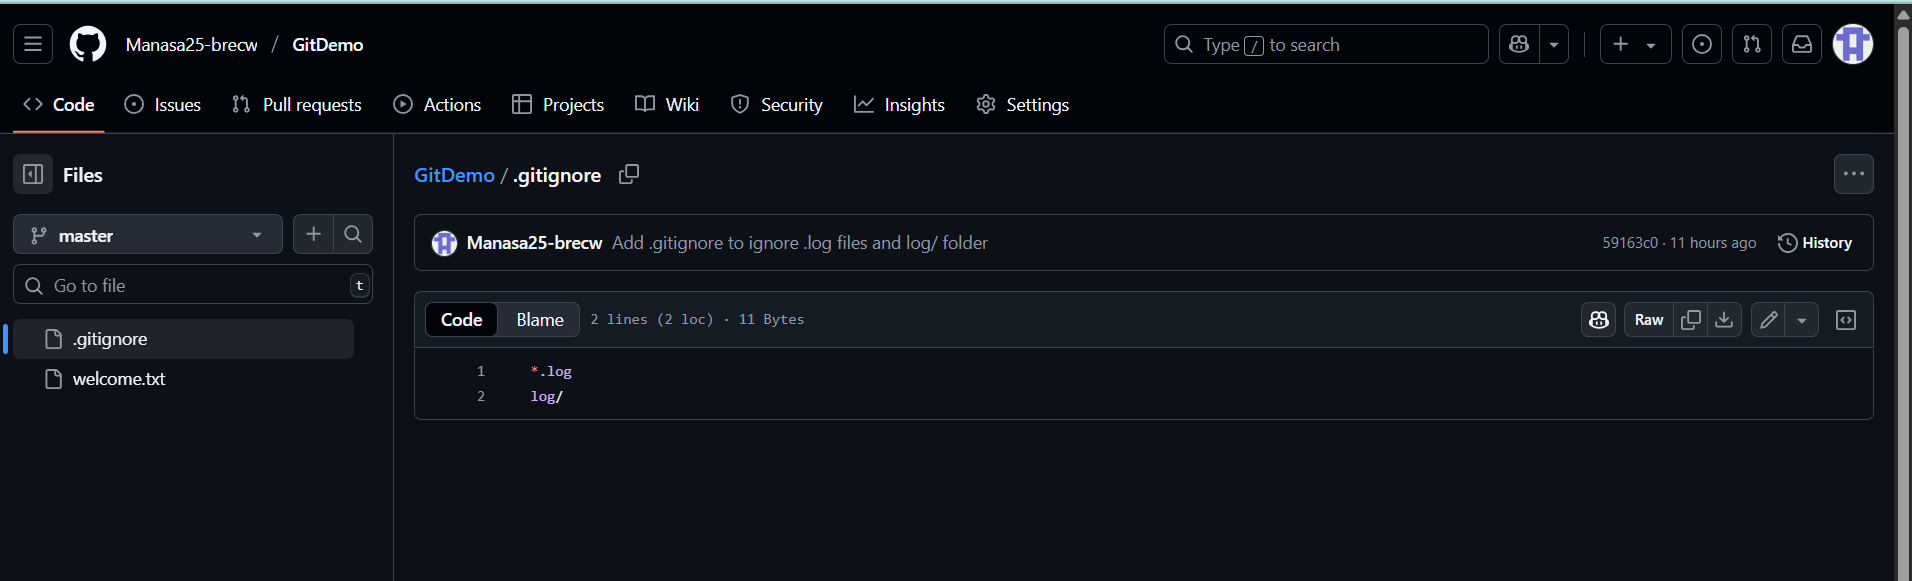 Manasa25-brecw / GitDemo
Type / to search
Code Issues Pull requests Actions Projects Wiki Security Insights Settings
Files
master
Go to file t
.gitignore
welcome.txt
GitDemo / .gitignore
Manasa25-brecw Add .gitignore to ignore .log files and log/ folder 59163c0 · 11 hours ago History
Code Blame 2 lines (2 loc) · 11 Bytes Raw
1 *.log
2 log/